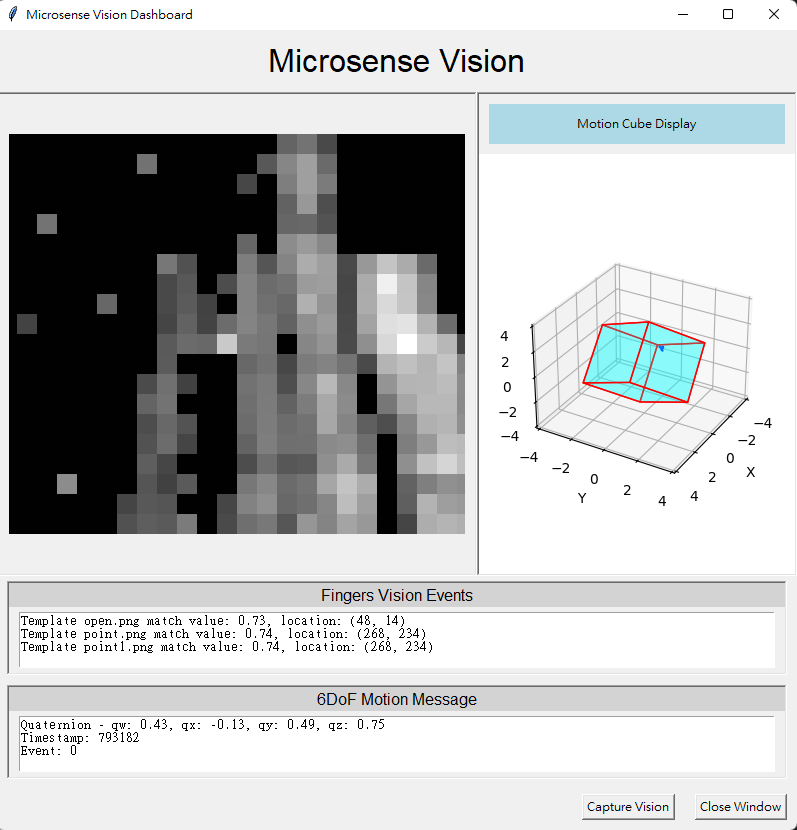 Microsense Vision Dashboard
Microsense Vision
Motion Cube Display
4
2
0
−2
−4
−4
−2
0
2
4
Y
−4
−2
0
2
4
X
Fingers Vision Events
Template open.png match value: 0.73, location: (48, 14)
Template point.png match value: 0.74, location: (268, 234)
Template point1.png match value: 0.74, location: (268, 234)
6DoF Motion Message
Quaternion - qw: 0.43, qx: -0.13, qy: 0.49, qz: 0.75
Timestamp: 793182
Event: 0
Capture Vision
Close Window